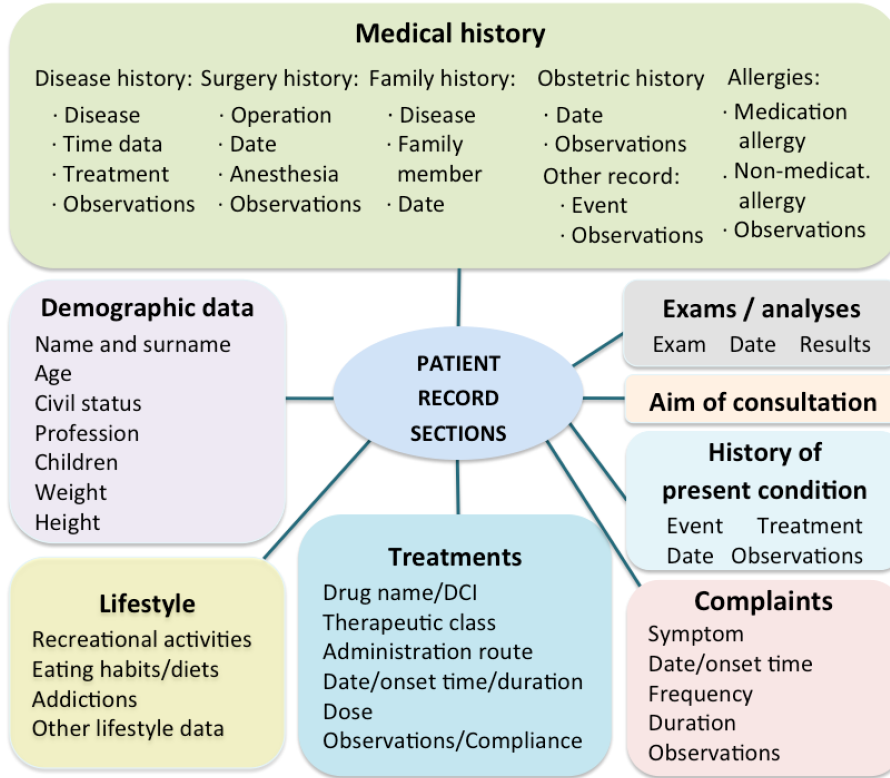 Medical history
Disease history:
· Disease
· Time data
· Treatment
· Observations
Surgery history:
· Operation
· Date
· Anesthesia
· Observations
Family history:
· Disease
· Family
member
· Date
Obstetric history
· Date
· Observations
Other record:
· Event
· Observations
Allergies:
· Medication
allergy
. Non-medicat.
allergy
· Observations
Demographic data
Name and surname
Age
Civil status
Profession
Children
Weight
Height
PATIENT
RECORD
SECTIONS
Exams / analyses
Exam Date Results
Aim of consultation
History of
present condition
Event Treatment
Date Observations
Lifestyle
Recreational activities
Eating habits/diets
Addictions
Other lifestyle data
Treatments
Drug name/DCI
Therapeutic class
Administration route
Date/onset time/duration
Dose
Observations/Compliance
Complaints
Symptom
Date/onset time
Frequency
Duration
Observations